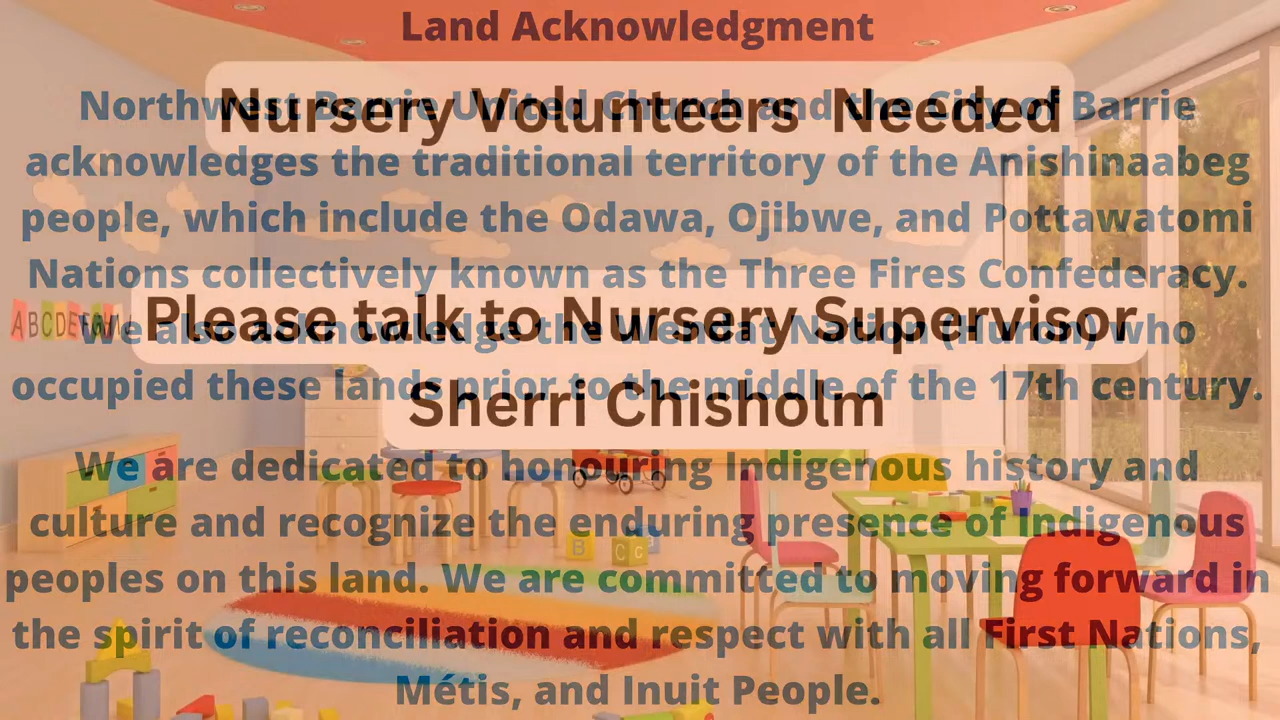 Land Acknowledgment
Nursery Volunteers Needed
Northwest Barrie United Church and the City of Barrie
acknowledges the traditional territory of the Anishinaabeg
people, which include the Odawa, Ojibwe, and Pottawatomi
Nations collectively known as the Three Fires Confederacy.
Please talk to Nursery Supervisor
We also acknowledge the Wendat Nation (Huron) who
occupied these lands prior to the middle of the 17th century.
Sherri Chisholm
We are dedicated to honouring Indigenous history and
culture and recognize the enduring presence of Indigenous
peoples on this land. We are committed to moving forward in
the spirit of reconciliation and respect with all First Nations,
Métis, and Inuit People.
ABCDEF
B
C